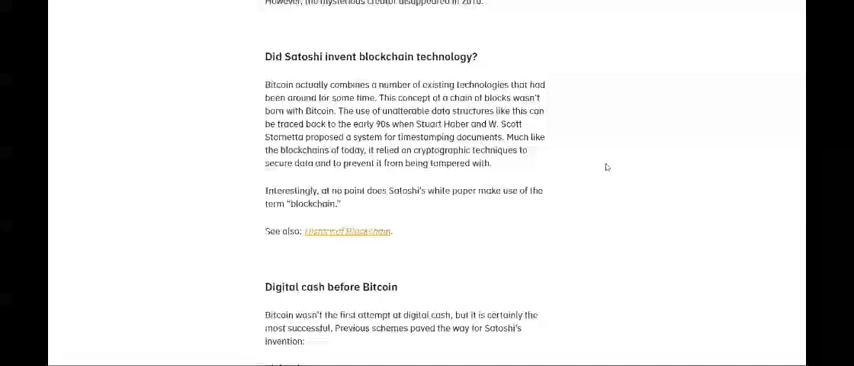 However, the mysterious creator disappeared in 2010.
Did Satoshi invent blockchain technology?
Bitcoin actually combines a number of existing technologies that had
been around for some time. This concept of a chain of blocks wasn't
born with Bitcoin. The use of unalterable data structures like this can
be traced back to the early 90s when Stuart Haber and W. Scott
Stornetta proposed a system for timestamping documents. Much like
the blockchains of today, it relied on cryptographic techniques to
secure data and to prevent it from being tampered with.
Interestingly, at no point does Satoshi's white paper make use of the
term "blockchain."
See also: History of Blockchain.
Digital cash before Bitcoin
Bitcoin wasn't the first attempt at digital cash, but it is certainly the
most successful. Previous schemes paved the way for Satoshi's
invention: